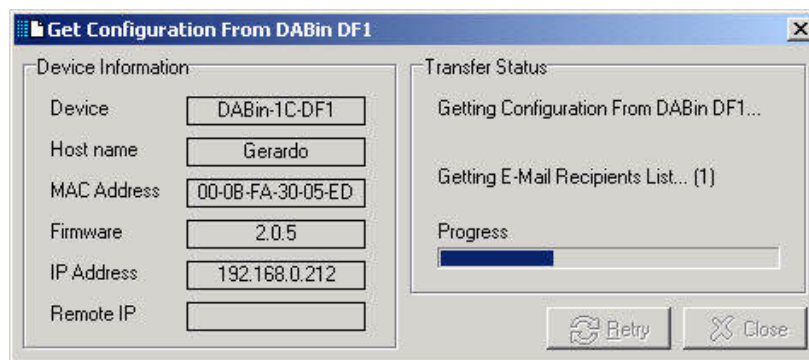 Get Configuration From DABin DF1
Device Information
Device DABin-1C-DF1
Host name Gerardo
MAC Address 00-0B-FA-30-05-ED
Firmware 2.0.5
IP Address 192.168.0.212
Remote IP
Transfer Status
Getting Configuration From DABin DF1...
Getting E-Mail Recipients List... (1)
Progress
Retry Close